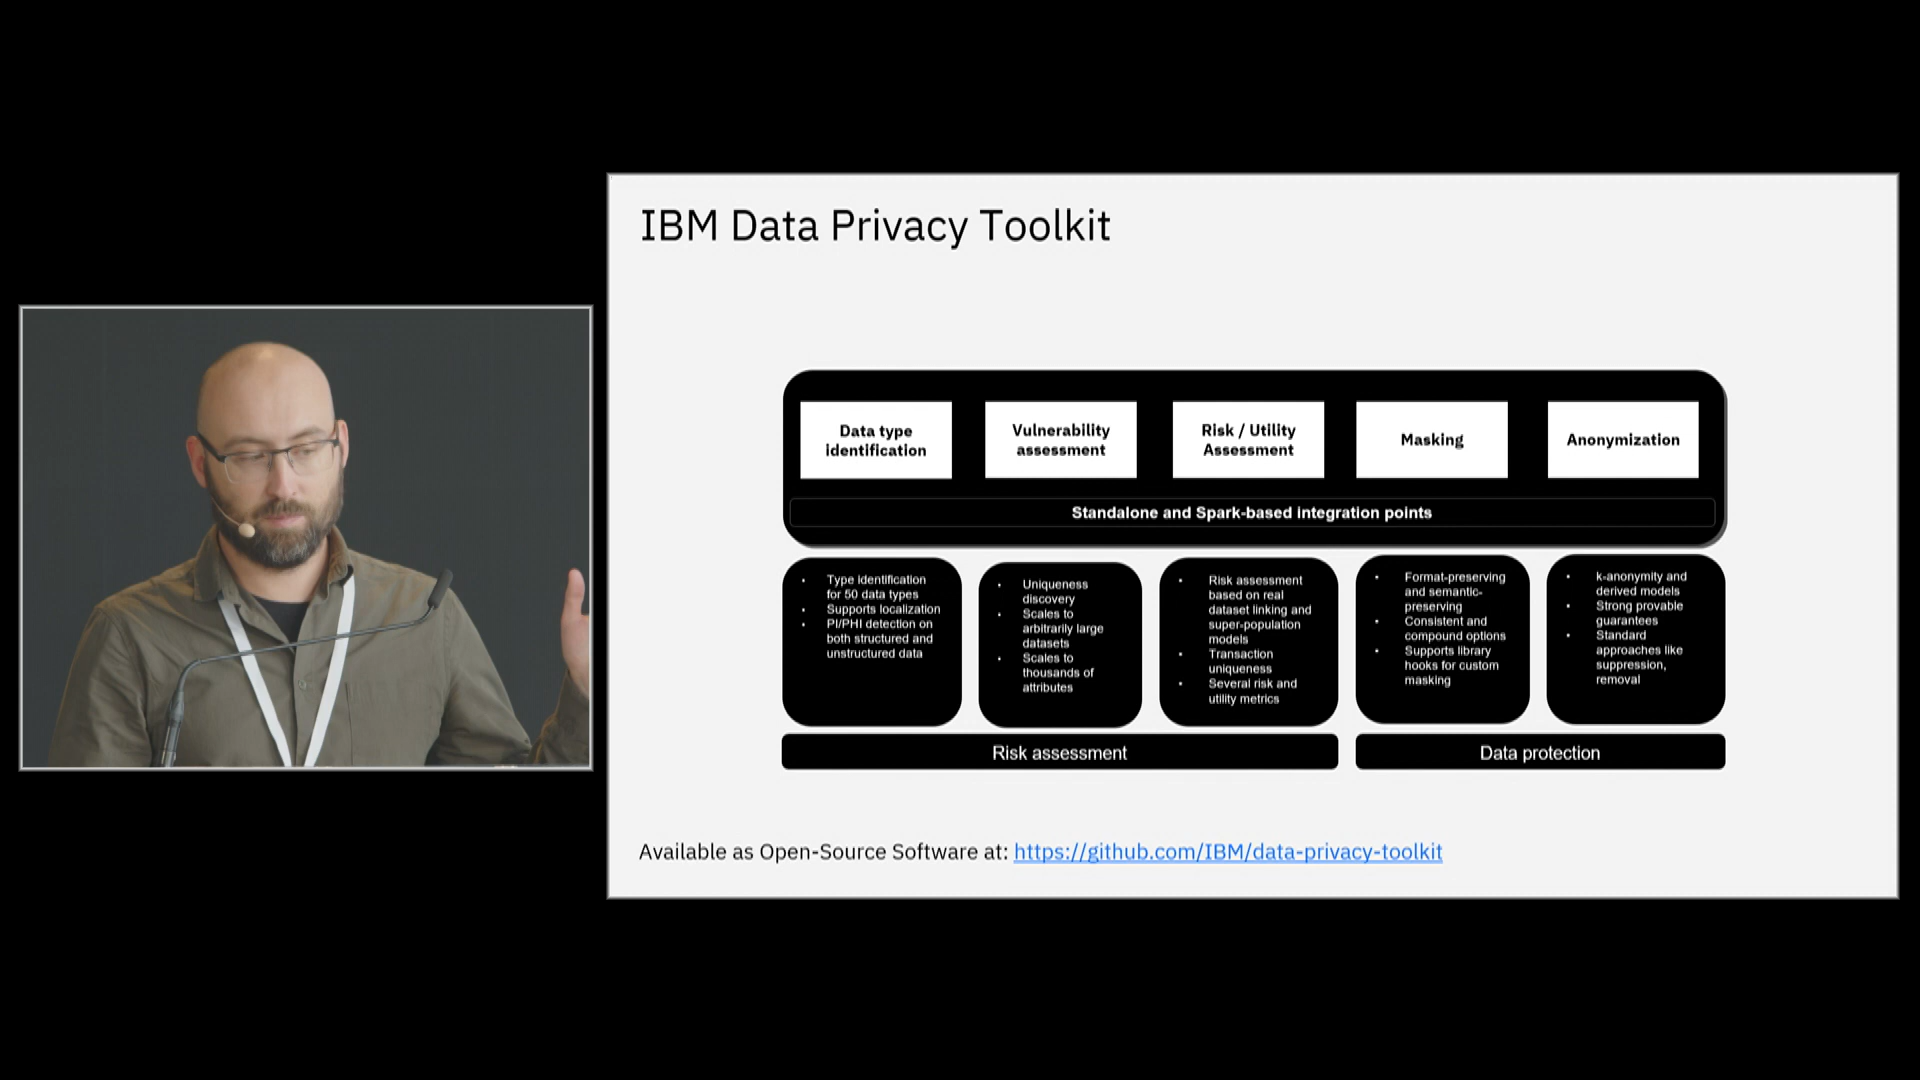 IBM Data Privacy Toolkit
Data type
identification
Vulnerability
assessment
Risk / Utility
Assessment
Masking
Anonymization
Standalone and Spark-based integration points
• Type identification
for 50 data types
• Supports localization
• PI/PHI detection on
both structured and
unstructured data
• Uniqueness
discovery
• Scales to
arbitrarily large
datasets
• Scales to
thousands of
attributes
• Risk assessment
based on real
dataset linking and
super-population
models
• Transaction
uniqueness
• Several risk and
utility metrics
• Format-preserving
and semantic-
preserving
• Consistent and
compound options
• Supports library
hooks for custom
masking
• k-anonymity and
derived models
• Strong provable
guarantees
• Standard
approaches like
suppression,
removal
Risk assessment
Data protection
Available as Open-Source Software at: https://github.com/IBM/data-privacy-toolkit